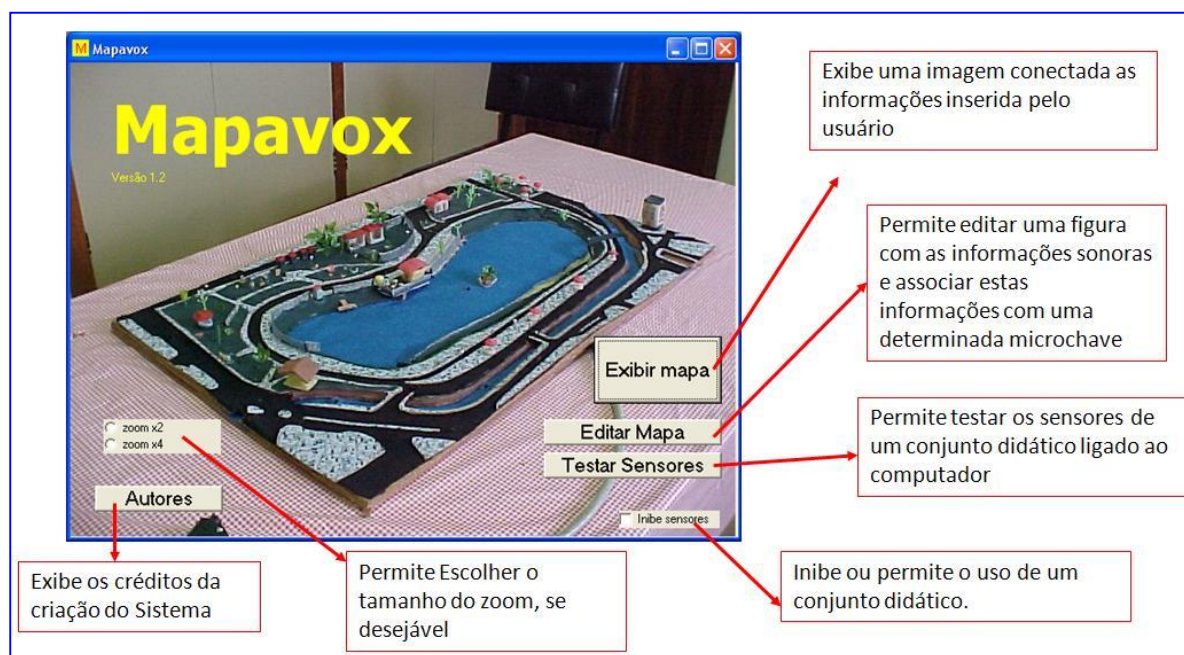 Mapavox
Mapavox
Versão 1.2
Exibir mapa
Editar Mapa
Testar Sensores
zoom x2
zoom x4
Autores
Inibe sensores
Exibe uma imagem conectada as
informações inserida pelo
usuário
Permite editar uma figura
com as informações sonoras
e associar estas
informações com uma
determinada microchave
Permite testar os sensores de
um conjunto didático ligado ao
computador
Exibe os créditos da
criação do Sistema
Permite Escolher o
tamanho do zoom, se
desejável
Inibe ou permite o uso de um
conjunto didático.